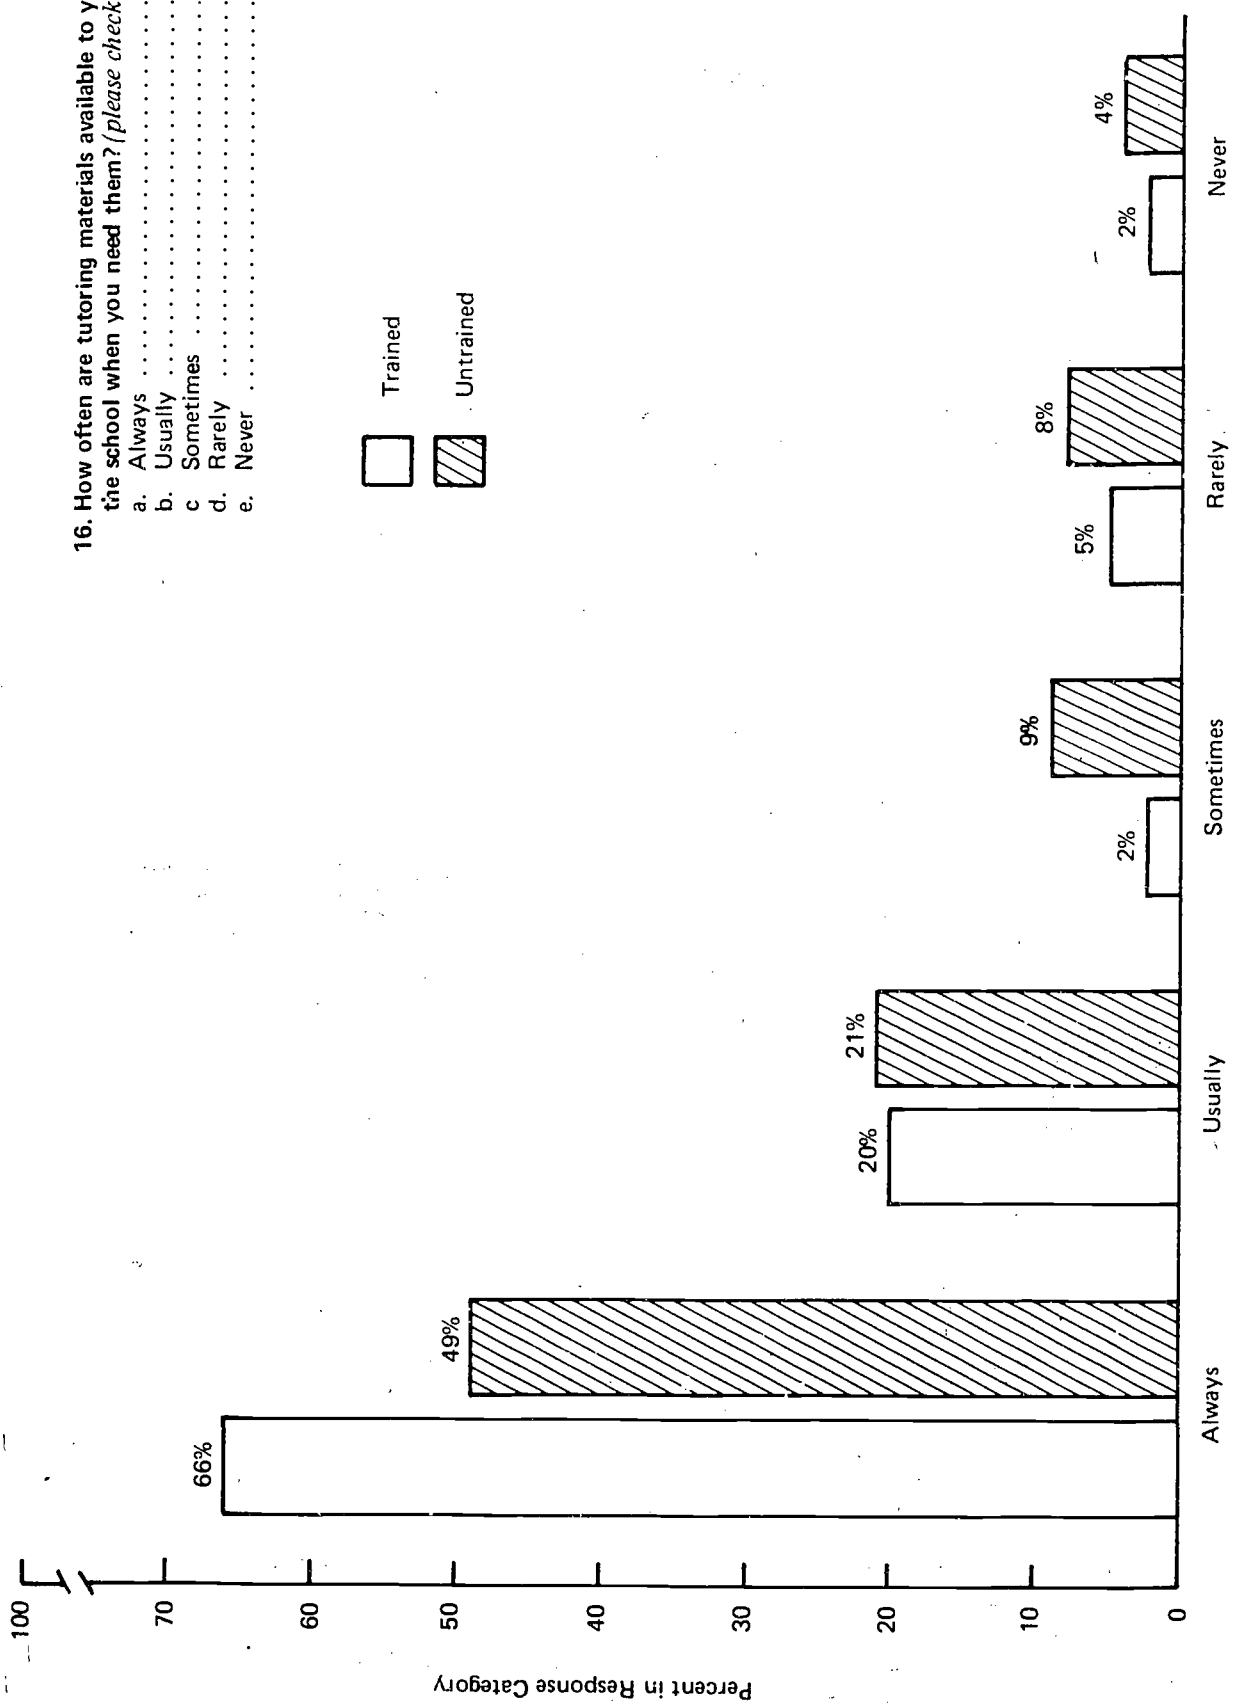 16. How often are tutoring materials available to y
the school when you need them? (please check
a. Always
b. Usually
c Sometimes
d. Rarely
e. Never
Trained
Untrained
Percent in Response Category
100
70
60
50
40
30
20
10
0
66%
49%
20%
21%
2%
9%
5%
8%
2%
4%
Always
Usually
Sometimes
Rarely
Never